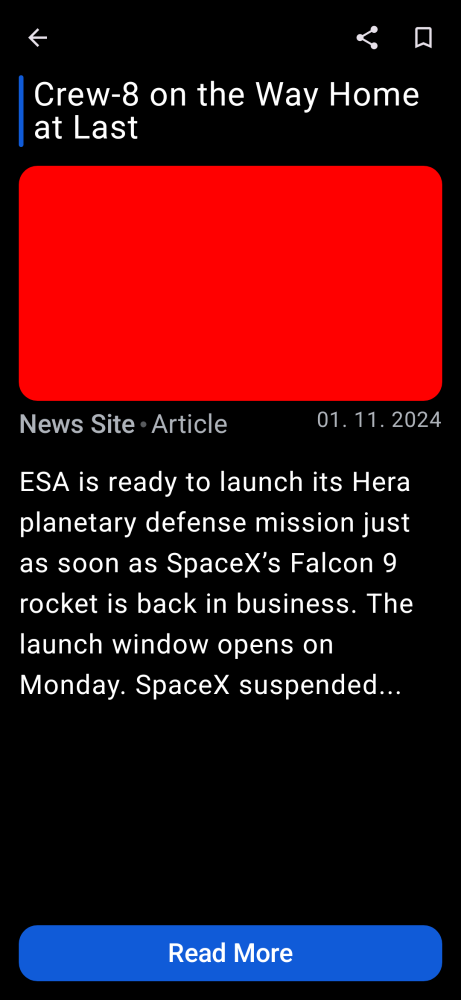 Crew-8 on the Way Home
at Last
News Site • Article
01. 11. 2024
ESA is ready to launch its Hera
planetary defense mission just
as soon as SpaceX’s Falcon 9
rocket is back in business. The
launch window opens on
Monday. SpaceX suspended...
Read More